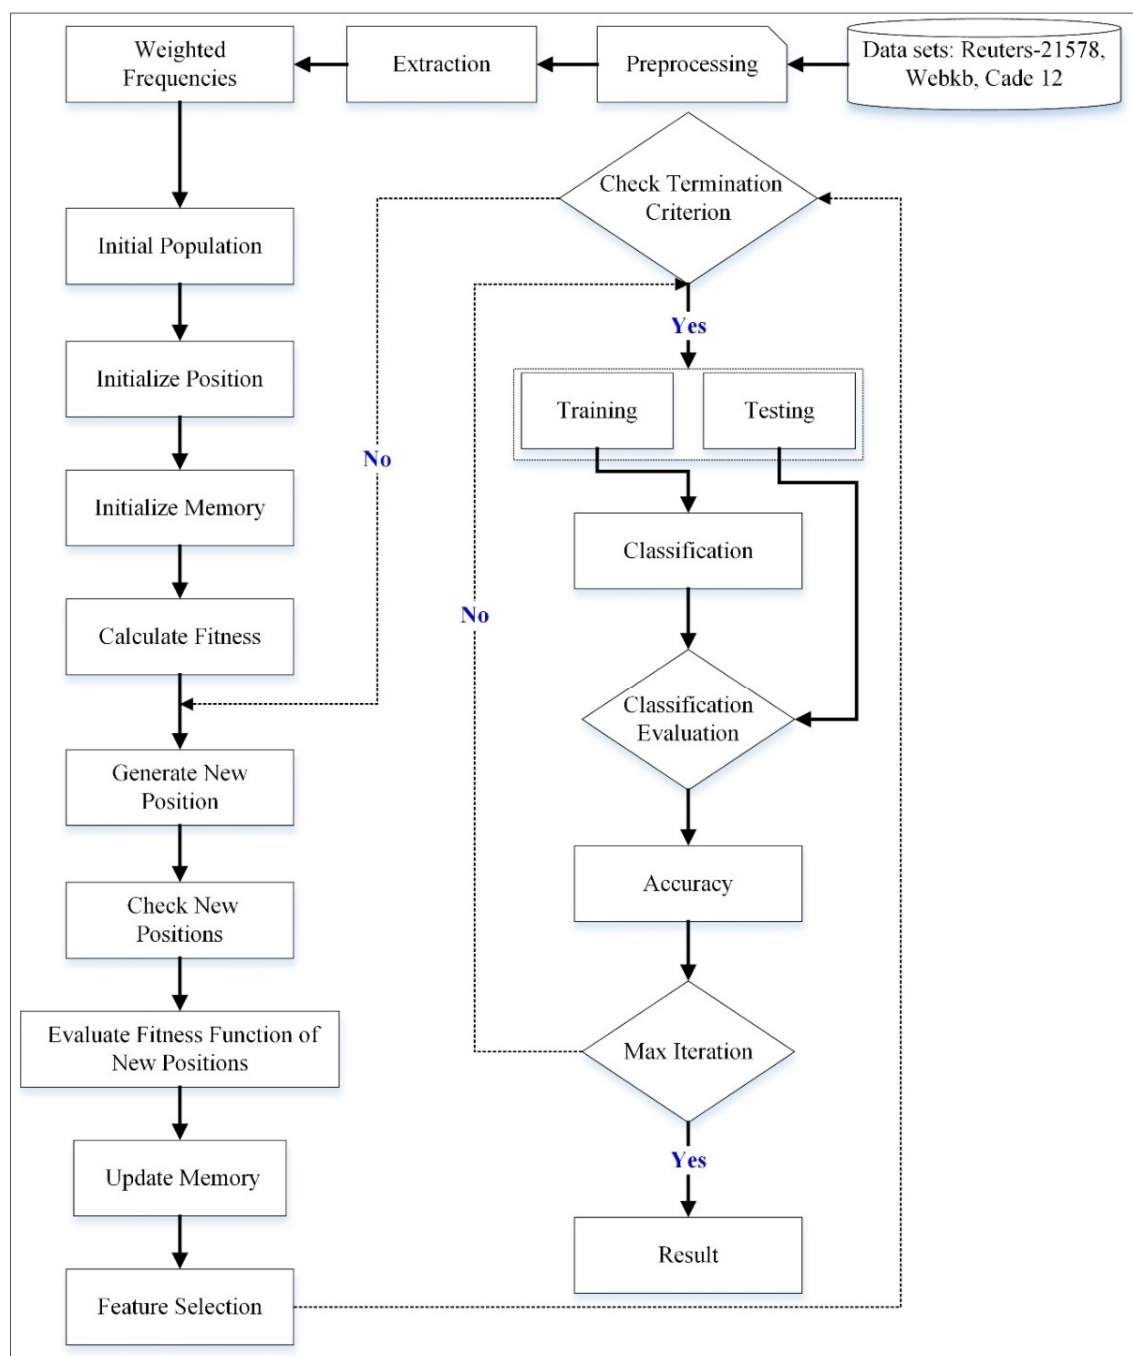 Weighted
Frequencies
Extraction
Preprocessing
Data sets: Reuters-21578,
Webkb, Cade 12
Initial Population
Initialize Position
Initialize Memory
Calculate Fitness
Generate New
Position
Check New
Positions
Evaluate Fitness Function of
New Positions
Update Memory
Feature Selection
Check Termination
Criterion
No
Yes
Training
Testing
Classification
No
Classification
Evaluation
Accuracy
Max Iteration
Yes
Result